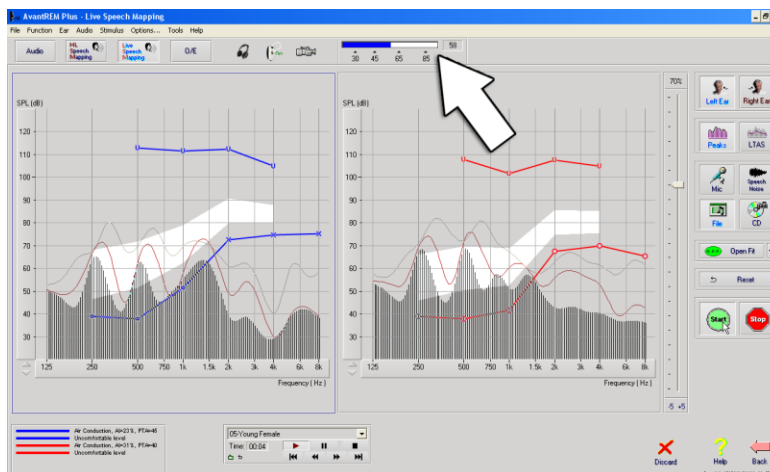 AvantREM Plus - Live Speech Mapping
File Function Ear Audio Stimulus Options... Tools Help
Audio
HL Speech Mapping
Live Speech Mapping
O/E
On
30 45 65 85
58
SPL (dB)
120
110
100
90
80
70
60
50
40
30
125 250 500 750 1k 1.5k 2k 3k 4k 6k 8k
Frequency ( Hz )
SPL (dB)
120
110
100
90
80
70
60
50
40
30
125 250 500 750 1k 1.5k 2k 3k 4k 6k 8k
Frequency ( Hz )
70%
-5 +5
Left Ear Right Ear
Peaks LTAS
Mic Speech Noise
File CD
Open Fit
Reset
Start Stop
Air Conduction, AI=23%, PTA=45
Uncomfortable level
Air Conduction, AI=31%, PTA=40
Uncomfortable level
05-Young Female
Time: 00:04
Discard Help Back